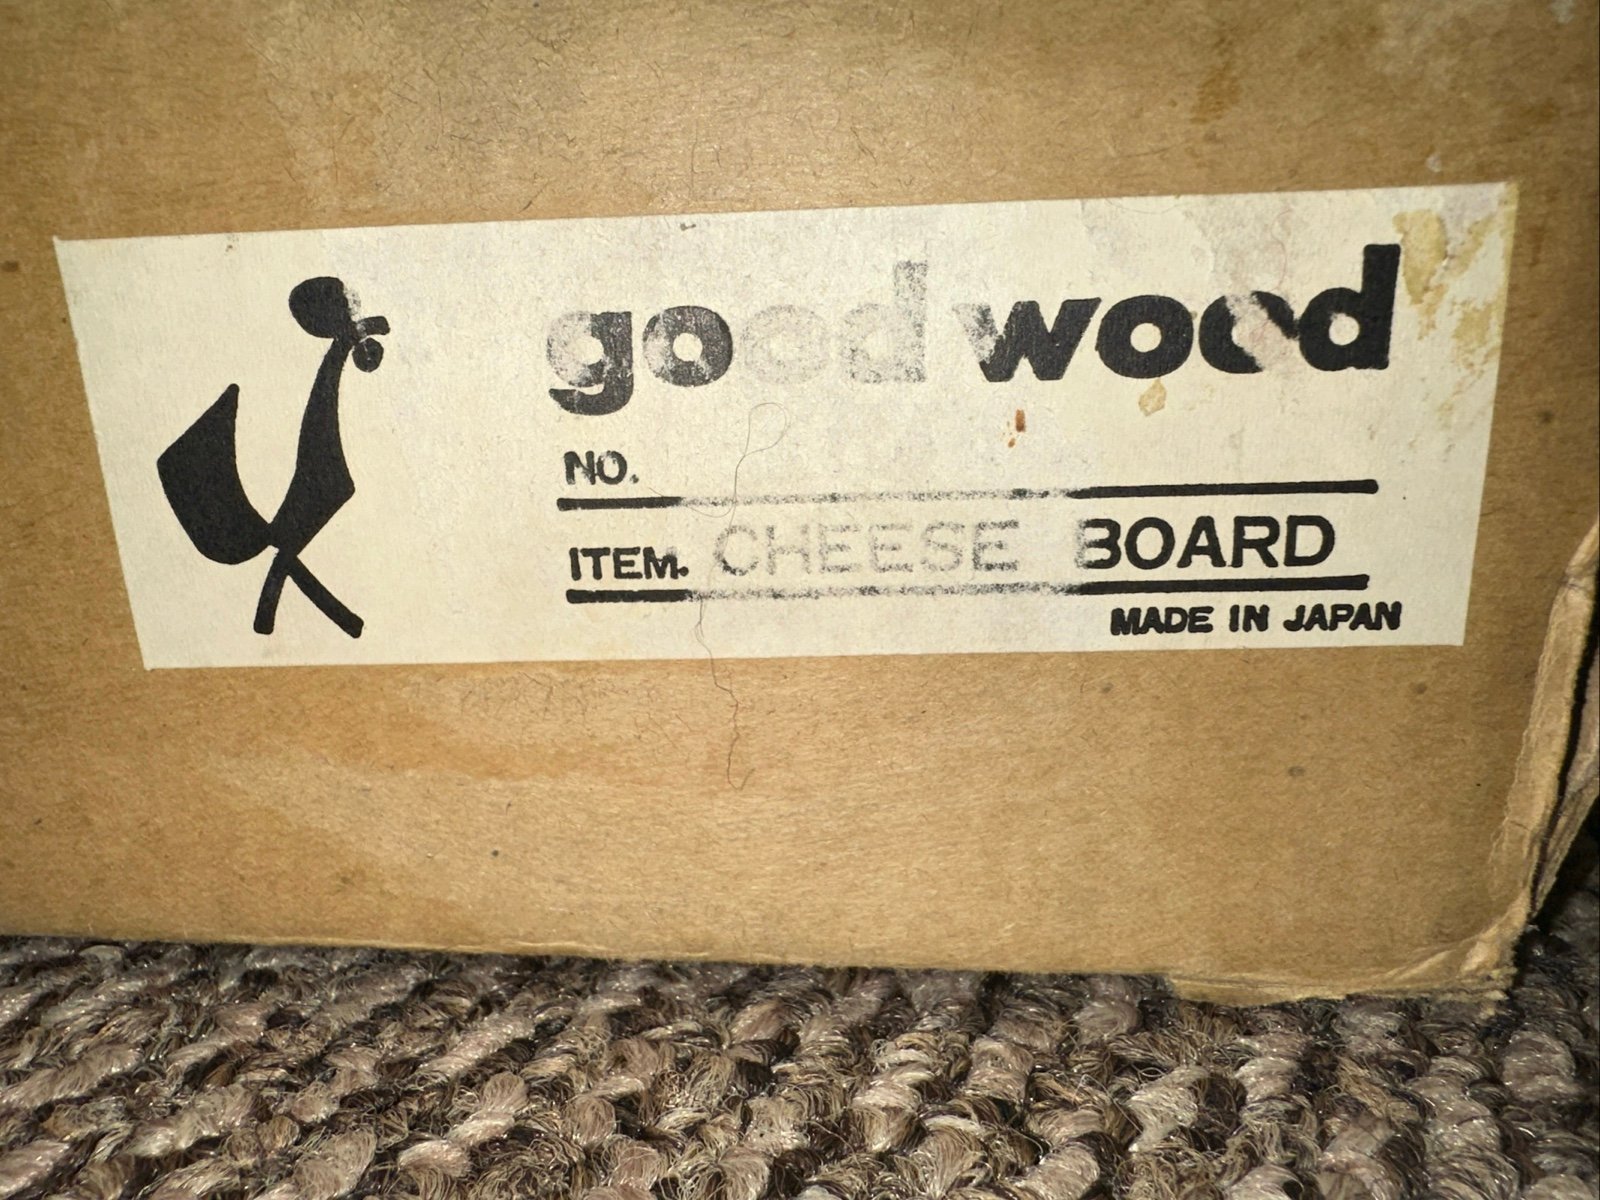 good wood
NO.
ITEM. CHEESE BOARD
MADE IN JAPAN